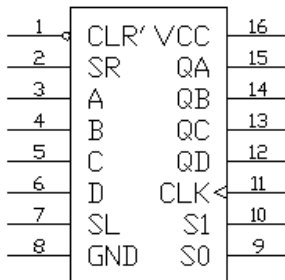 1 CLR' VCC 16
2 SR QA 15
3 A QB 14
4 B QC 13
5 C QD 12
6 D CLK 11
7 SL S1 10
8 GND S0 9